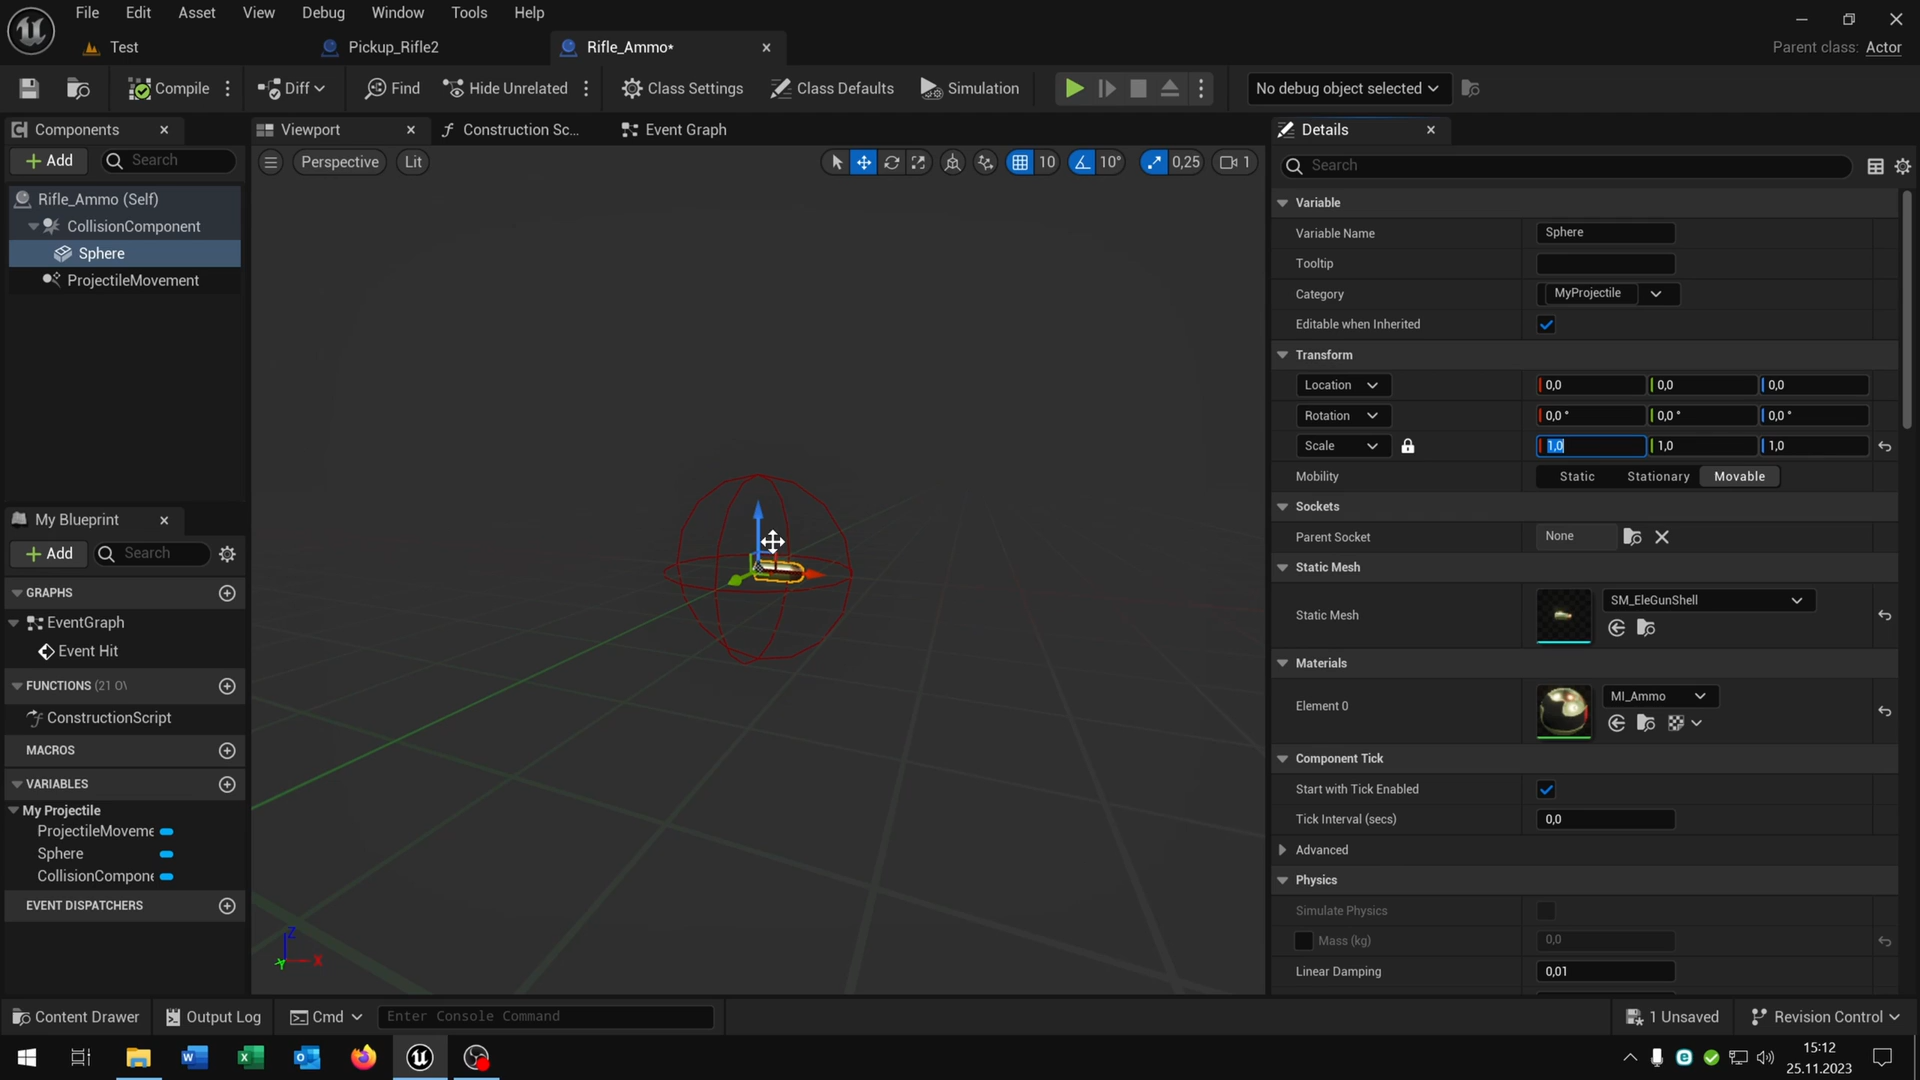 File Edit Asset View Debug Window Tools Help
Test Pickup_Rifle2 Rifle_Ammo* Parent class: Actor
Compile Diff Find Hide Unrelated Class Settings Class Defaults Simulation No debug object selected
Components Viewport Construction Sc... Event Graph Details
Add Search Perspective Lit 10 10° 0,25 1 Search
Rifle_Ammo (Self)
CollisionComponent
Sphere
ProjectileMovement
Variable
Variable Name Sphere
Tooltip
Category MyProjectile
Editable when Inherited
Transform
Location 0,0 0,0 0,0
Rotation 0,0 ° 0,0 ° 0,0 °
Scale 1,0 1,0 1,0
Mobility Static Stationary Movable
Sockets
Parent Socket None
Static Mesh
Static Mesh SM_EleGunShell
Materials
Element 0 MI_Ammo
Component Tick
Start with Tick Enabled
Tick Interval (secs) 0,0
Advanced
Physics
Simulate Physics
Mass (kg) 0,0
Linear Damping 0,01
My Blueprint
Add Search
GRAPHS
EventGraph
Event Hit
FUNCTIONS (21 O\
ConstructionScript
MACROS
VARIABLES
My Projectile
ProjectileMoveme
Sphere
CollisionCompone
EVENT DISPATCHERS
Z
Y X
Content Drawer Output Log Cmd Enter Console Command 1 Unsaved Revision Control
15:12
25.11.2023